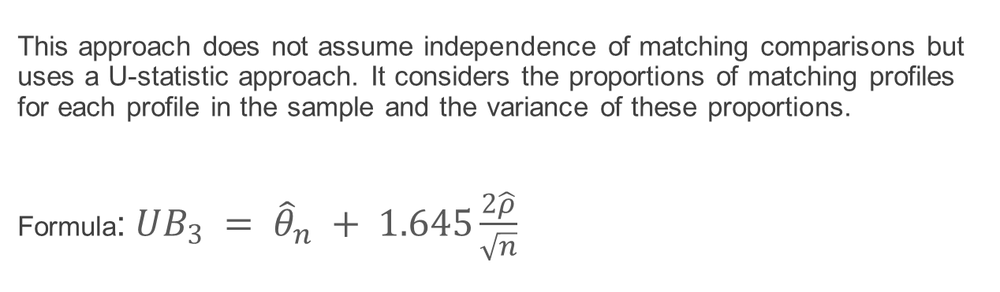 This approach does not assume independence of matching comparisons but
uses a U-statistic approach. It considers the proportions of matching profiles
for each profile in the sample and the variance of these proportions.
Formula: $UB_3 = \hat{\theta}_n + 1.645 \frac{2\hat{\rho}}{\sqrt{n}}$